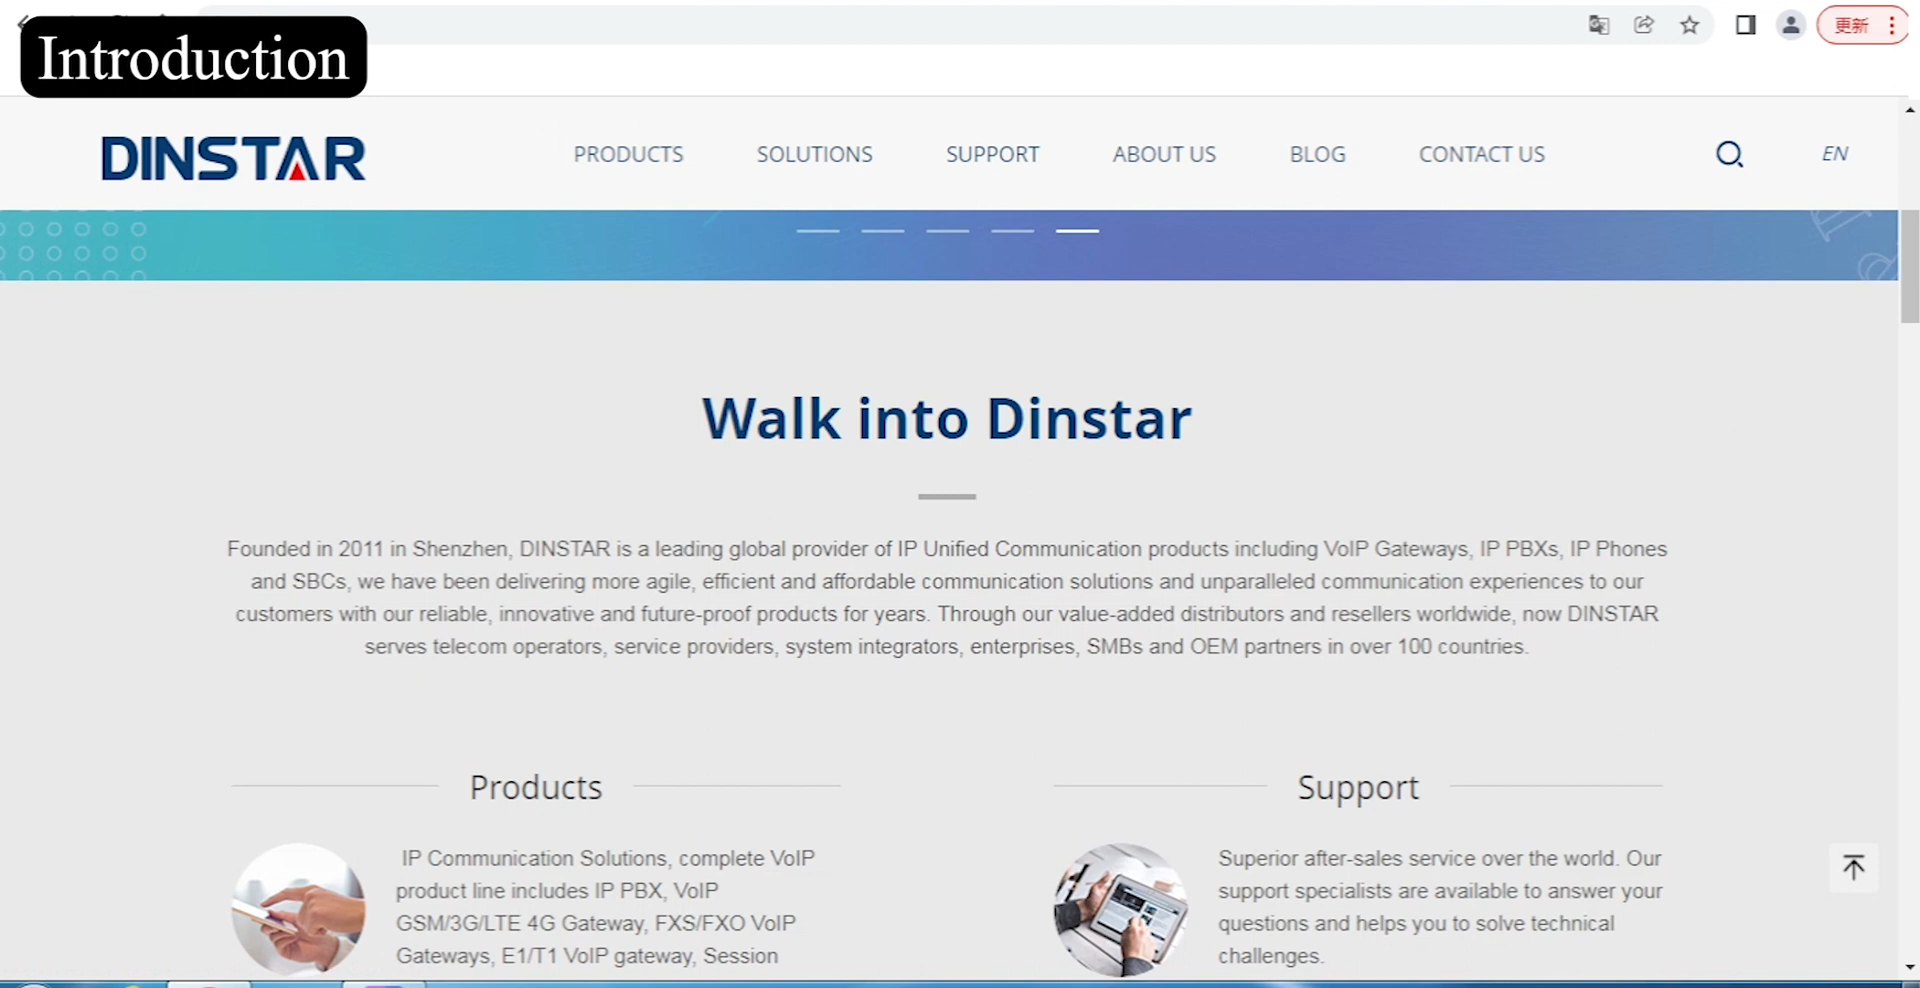 Introduction
更新
DINSTAR
PRODUCTS
SOLUTIONS
SUPPORT
ABOUT US
BLOG
CONTACT US
EN
Walk into Dinstar
Founded in 2011 in Shenzhen, DINSTAR is a leading global provider of IP Unified Communication products including VoIP Gateways, IP PBXs, IP Phones
and SBCs, we have been delivering more agile, efficient and affordable communication solutions and unparalleled communication experiences to our
customers with our reliable, innovative and future-proof products for years. Through our value-added distributors and resellers worldwide, now DINSTAR
serves telecom operators, service providers, system integrators, enterprises, SMBs and OEM partners in over 100 countries.
Products
IP Communication Solutions, complete VoIP
product line includes IP PBX, VoIP
GSM/3G/LTE 4G Gateway, FXS/FXO VoIP
Gateways, E1/T1 VoIP gateway, Session
Support
Superior after-sales service over the world. Our
support specialists are available to answer your
questions and helps you to solve technical
challenges.